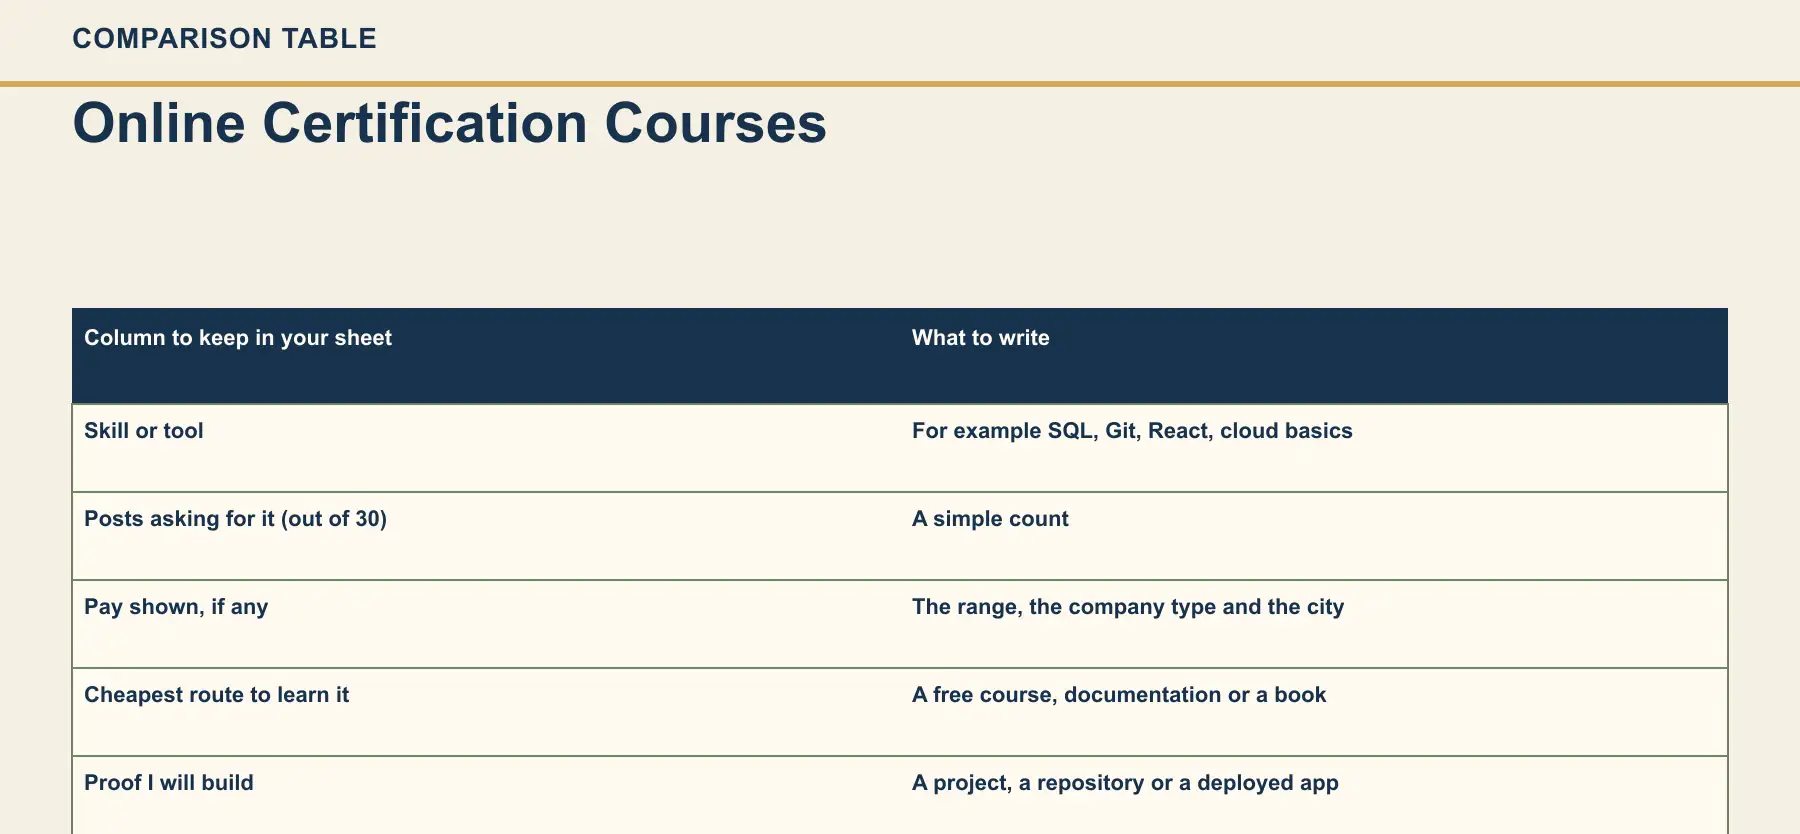 COMPARISON TABLE
Online Certification Courses
Column to keep in your sheet
What to write
Skill or tool
For example SQL, Git, React, cloud basics
Posts asking for it (out of 30)
A simple count
Pay shown, if any
The range, the company type and the city
Cheapest route to learn it
A free course, documentation or a book
Proof I will build
A project, a repository or a deployed app